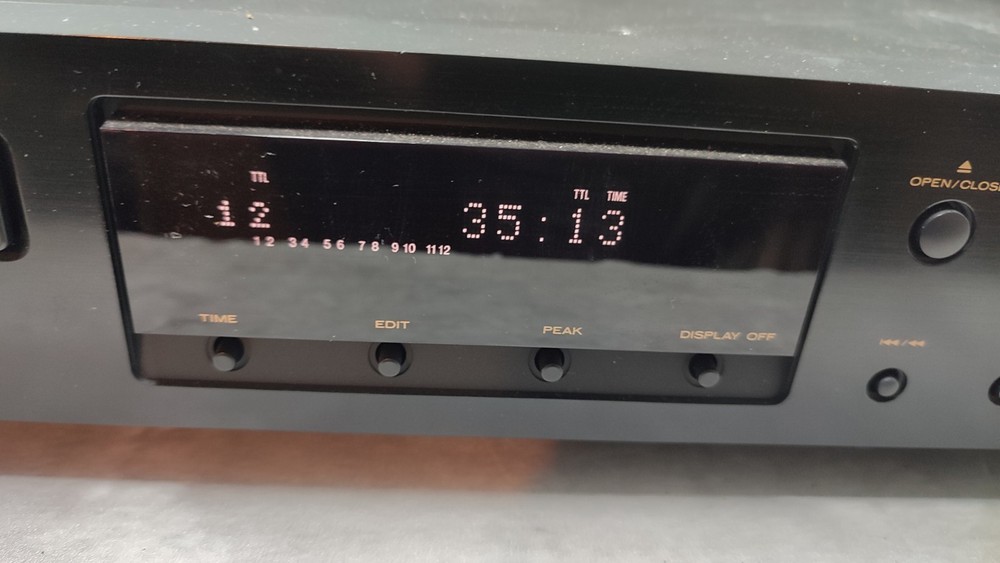 TTL
12
TTL TIME
35:13
1 2 3 4 5 6 7 8 9 10 11 12
TIME
EDIT
PEAK
DISPLAY OFF
OPEN/CLOS